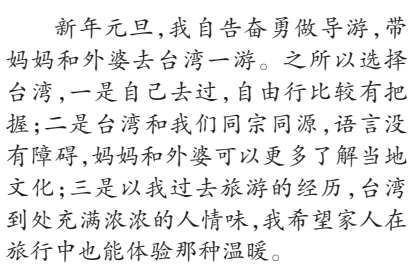 新年元旦,我自告奋勇做导游,带
妈妈和外婆去台湾一游。之所以选择
台湾,一是自己去过,自由行比较有把
握;二是台湾和我们同宗同源,语言没
有障碍,妈妈和外婆可以更多了解当地
文化;三是以我过去旅游的经历,台湾
到处充满浓浓的人情味,我希望家人在
旅行中也能体验那种温暖。